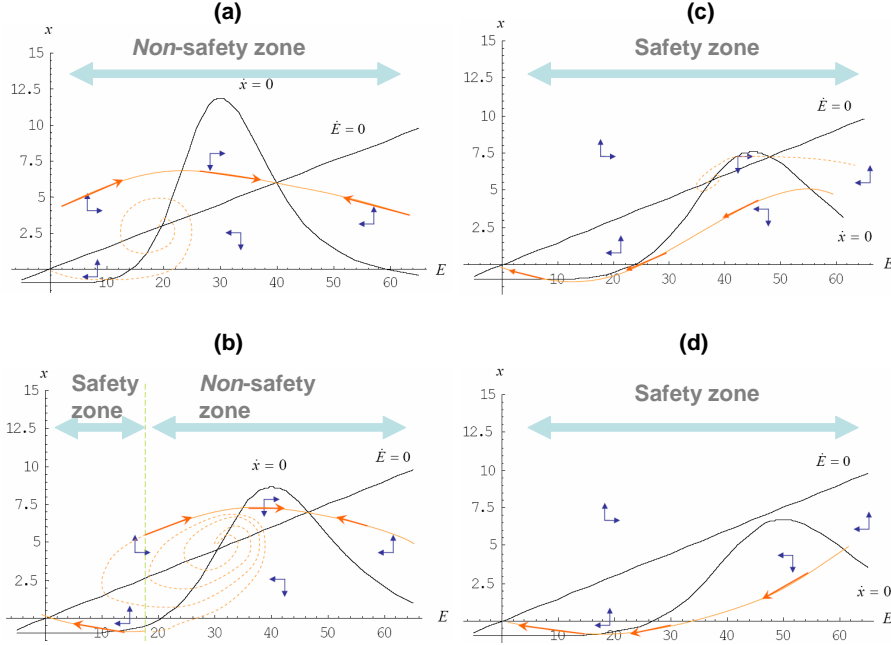 (a)
x
15
12.5
10
7.5
5
2.5
Non-safety zone
ẋ = 0
Ė = 0
10 20 30 40 50 60
E
(c)
x
15
12.5
10
7.5
5
2.5
Safety zone
Ė = 0
ẋ = 0
10 20 30 40 50 60
E
(b)
x
15
12.5
10
7.5
5
2.5
Safety
zone
Non-safety
zone
ẋ = 0
Ė = 0
10 20 30 40 50 60
E
(d)
x
15
12.5
10
7.5
5
2.5
Safety zone
Ė = 0
ẋ = 0
10 20 30 40 50 60
E